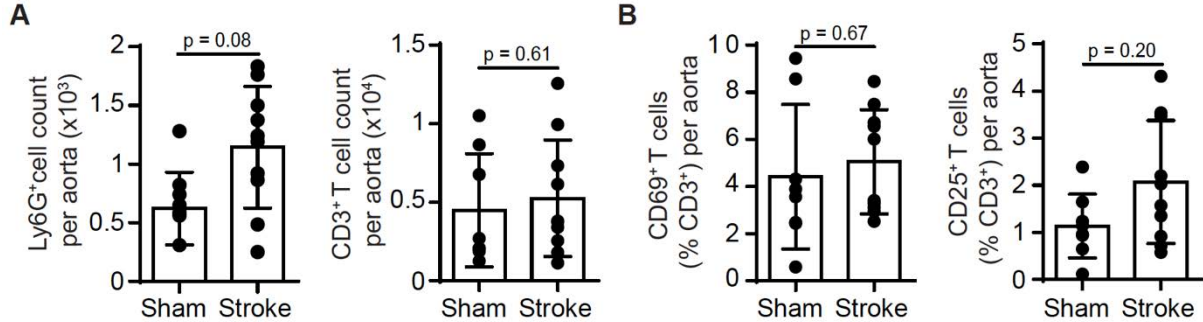 A
Ly6G⁺cell count
per aorta (x10³)
2
1.5
1
0.5
0
p = 0.08
Sham Stroke
CD3⁺ T cell count
per aorta (x10⁴)
1.5
1
0.5
0
p = 0.61
Sham Stroke
B
CD69⁺ T cells
(% CD3⁺) per aorta
10
8
6
4
2
0
p = 0.67
Sham Stroke
CD25⁺ T cells
(% CD3⁺) per aorta
5
4
3
2
1
0
p = 0.20
Sham Stroke